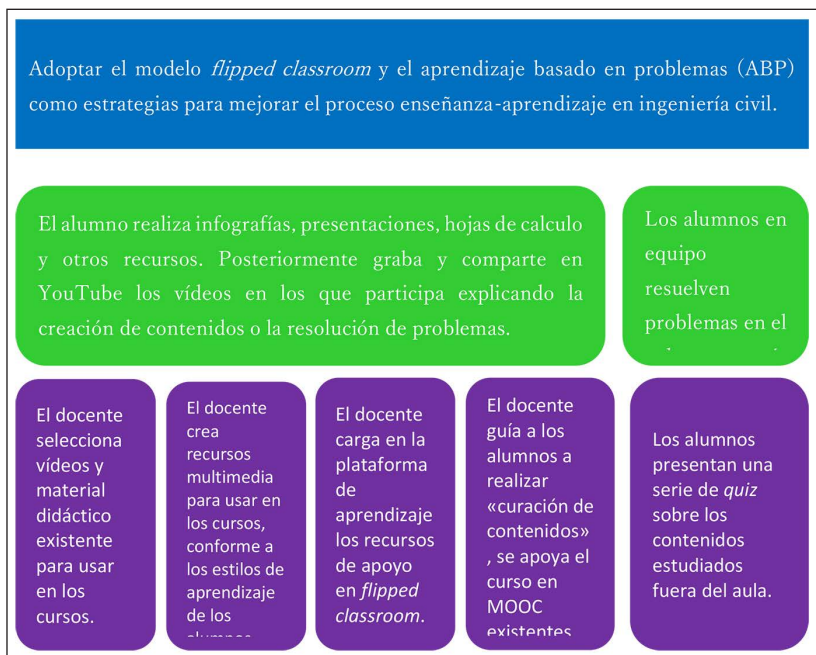 Adoptar el modelo flipped classroom y el aprendizaje basado en problemas (ABP)
como estrategias para mejorar el proceso enseñanza-aprendizaje en ingeniería civil.
El alumno realiza infografías, presentaciones, hojas de calculo
y otros recursos. Posteriormente graba y comparte en
YouTube los vídeos en los que participa explicando la
creación de contenidos o la resolución de problemas.
Los alumnos en
equipo
resuelven
problemas en el
El docente
selecciona
vídeos y
material
didáctico
existente
para usar
en los
cursos.
El docente
crea
recursos
multimedia
para usar en
los cursos,
conforme a
los estilos de
aprendizaje
de los
El docente
carga en la
plataforma
de
aprendizaje
los recursos
de apoyo
en flipped
classroom.
El docente
guía a los
alumnos a
realizar
«curación de
contenidos»
, se apoya el
curso en
MOOC
existentes
Los alumnos
presentan una
serie de quiz
sobre los
contenidos
estudiados
fuera del aula.